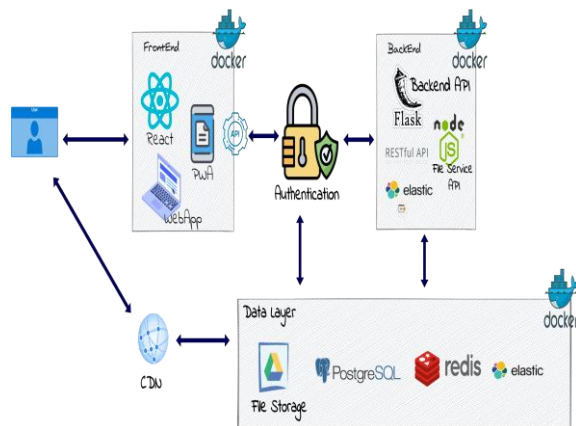 User
FrontEnd
docker
React
PWA
API
WebApp
Authentication
BackEnd
docker
Backend API
Flask
node
JS
RESTful API
File Service
API
elastic
CDN
Data Layer
docker
File Storage
PostgreSQL
redis
elastic